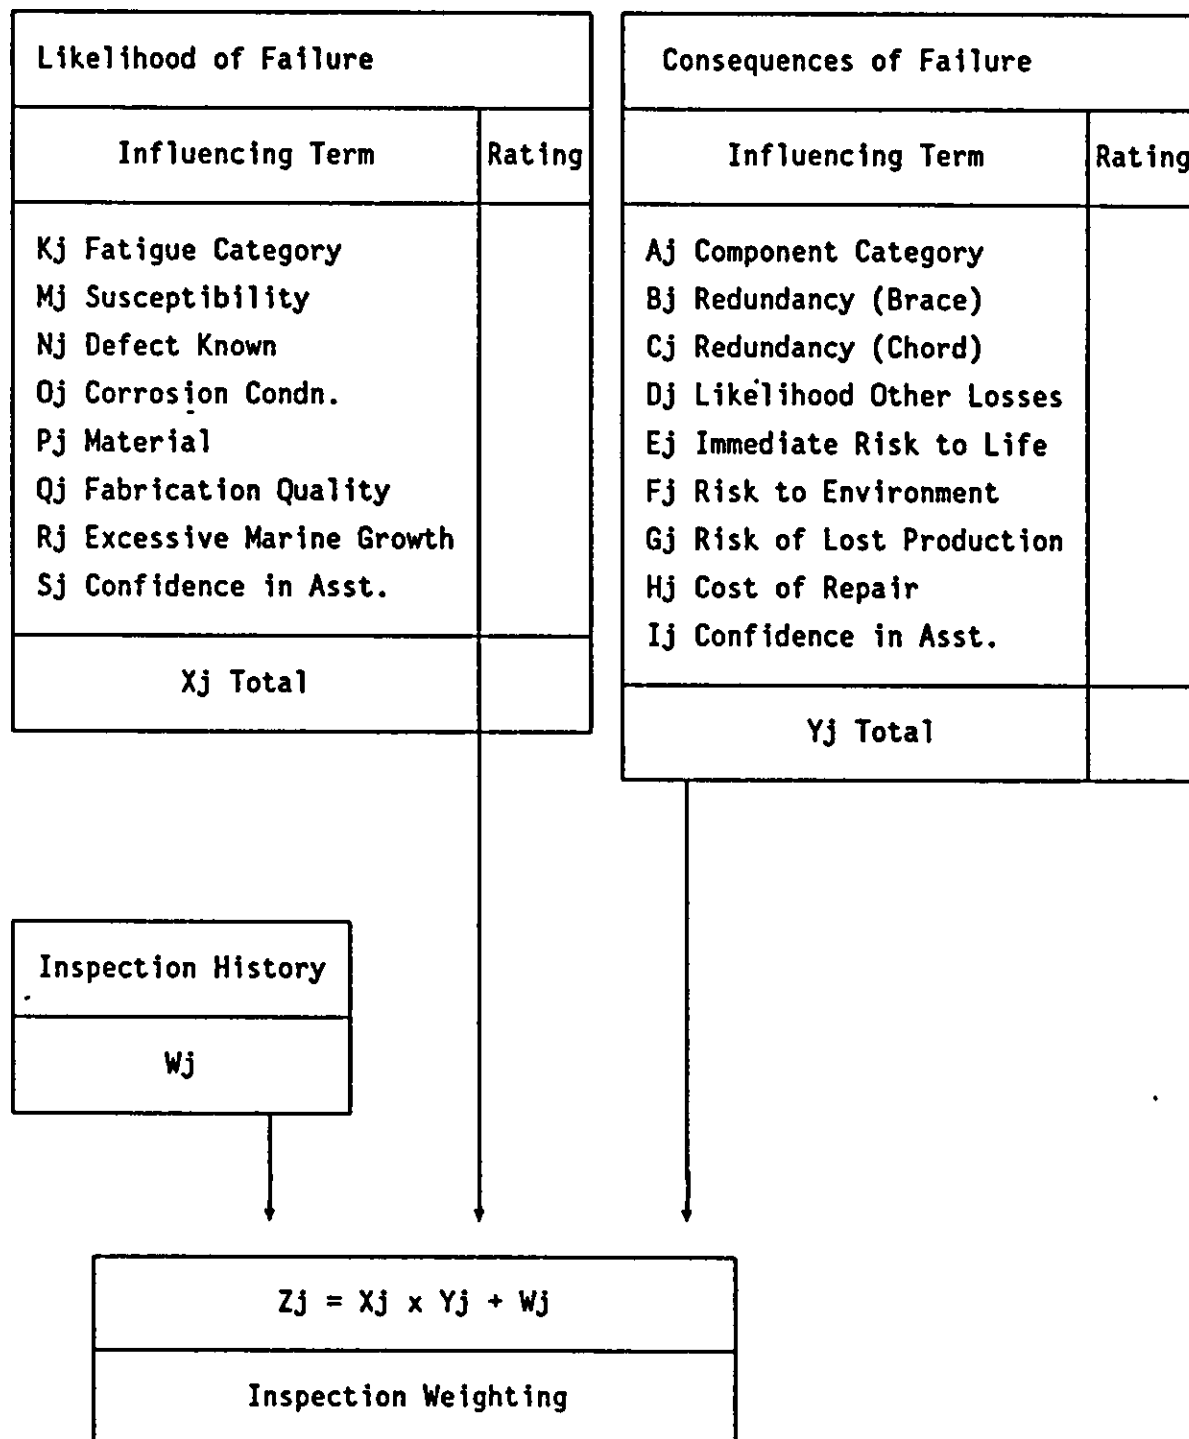 Likelihood of Failure
Influencing Term Rating
Kj Fatigue Category
Mj Susceptibility
Nj Defect Known
Oj Corrosion Condn.
Pj Material
Qj Fabrication Quality
Rj Excessive Marine Growth
Sj Confidence in Asst.
Xj Total
Consequences of Failure
Influencing Term Rating
Aj Component Category
Bj Redundancy (Brace)
Cj Redundancy (Chord)
Dj Likelihood Other Losses
Ej Immediate Risk to Life
Fj Risk to Environment
Gj Risk of Lost Production
Hj Cost of Repair
Ij Confidence in Asst.
Yj Total
Inspection History
Wj
Zj = Xj x Yj + Wj
Inspection Weighting